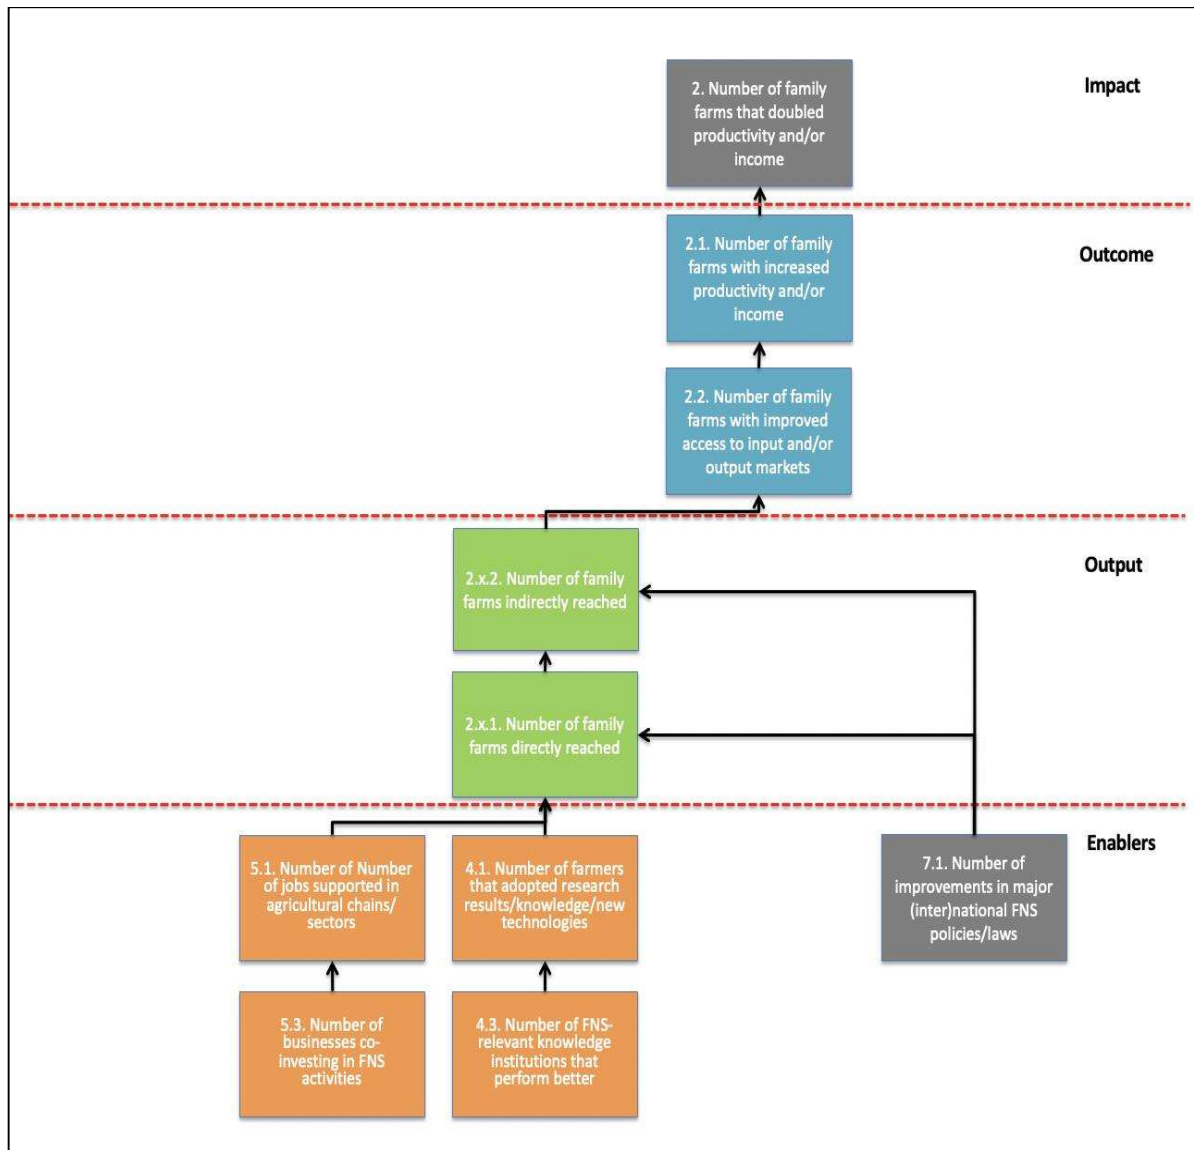 2. Number of family
farms that doubled
productivity and/or
income
Impact
2.1. Number of family
farms with increased
productivity and/or
income
Outcome
2.2. Number of family
farms with improved
access to input and/or
output markets
2.x.2. Number of family
farms indirectly reached
Output
2.x.1. Number of family
farms directly reached
Enablers
5.1. Number of Number
of jobs supported in
agricultural chains/
sectors
4.1. Number of farmers
that adopted research
results/knowledge/new
technologies
7.1. Number of
improvements in major
(inter)national FNS
policies/laws
5.3. Number of
businesses co-
investing in FNS
activities
4.3. Number of FNS-
relevant knowledge
institutions that
perform better